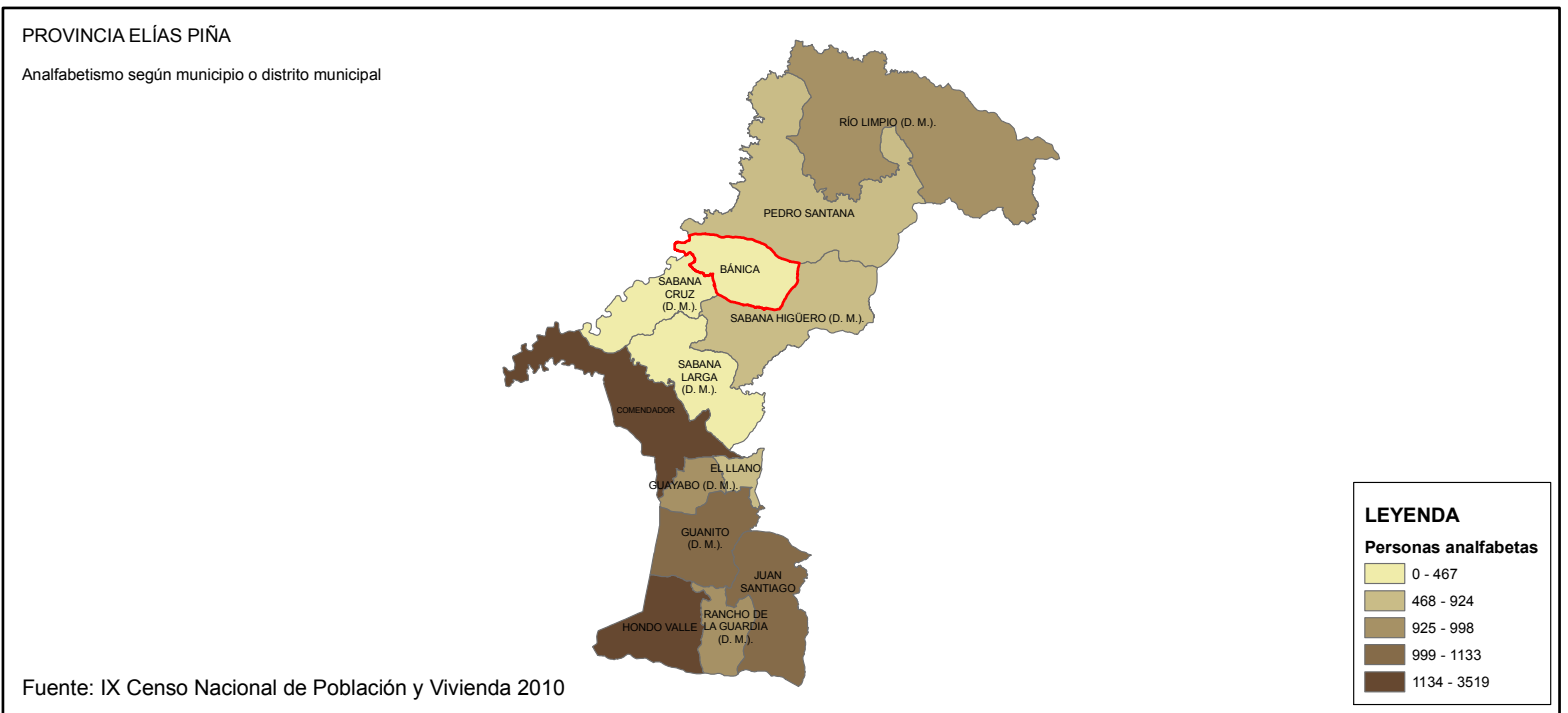 PROVINCIA ELÍAS PIÑA
Analfabetismo según municipio o distrito municipal
RÍO LIMPIO (D. M.).
PEDRO SANTANA
BÁNICA
SABANA
CRUZ
(D. M.).
SABANA HIGÜERO (D. M.).
SABANA
LARGA
(D. M.).
COMENDADOR
EL LLANO
GUAYABO (D. M.).
GUANITO
(D. M.).
JUAN
SANTIAGO
HONDO VALLE
RANCHO DE
LA GUARDIA
(D. M.).
LEYENDA
Personas analfabetas
0 - 467
468 - 924
925 - 998
999 - 1133
1134 - 3519
Fuente: IX Censo Nacional de Población y Vivienda 2010